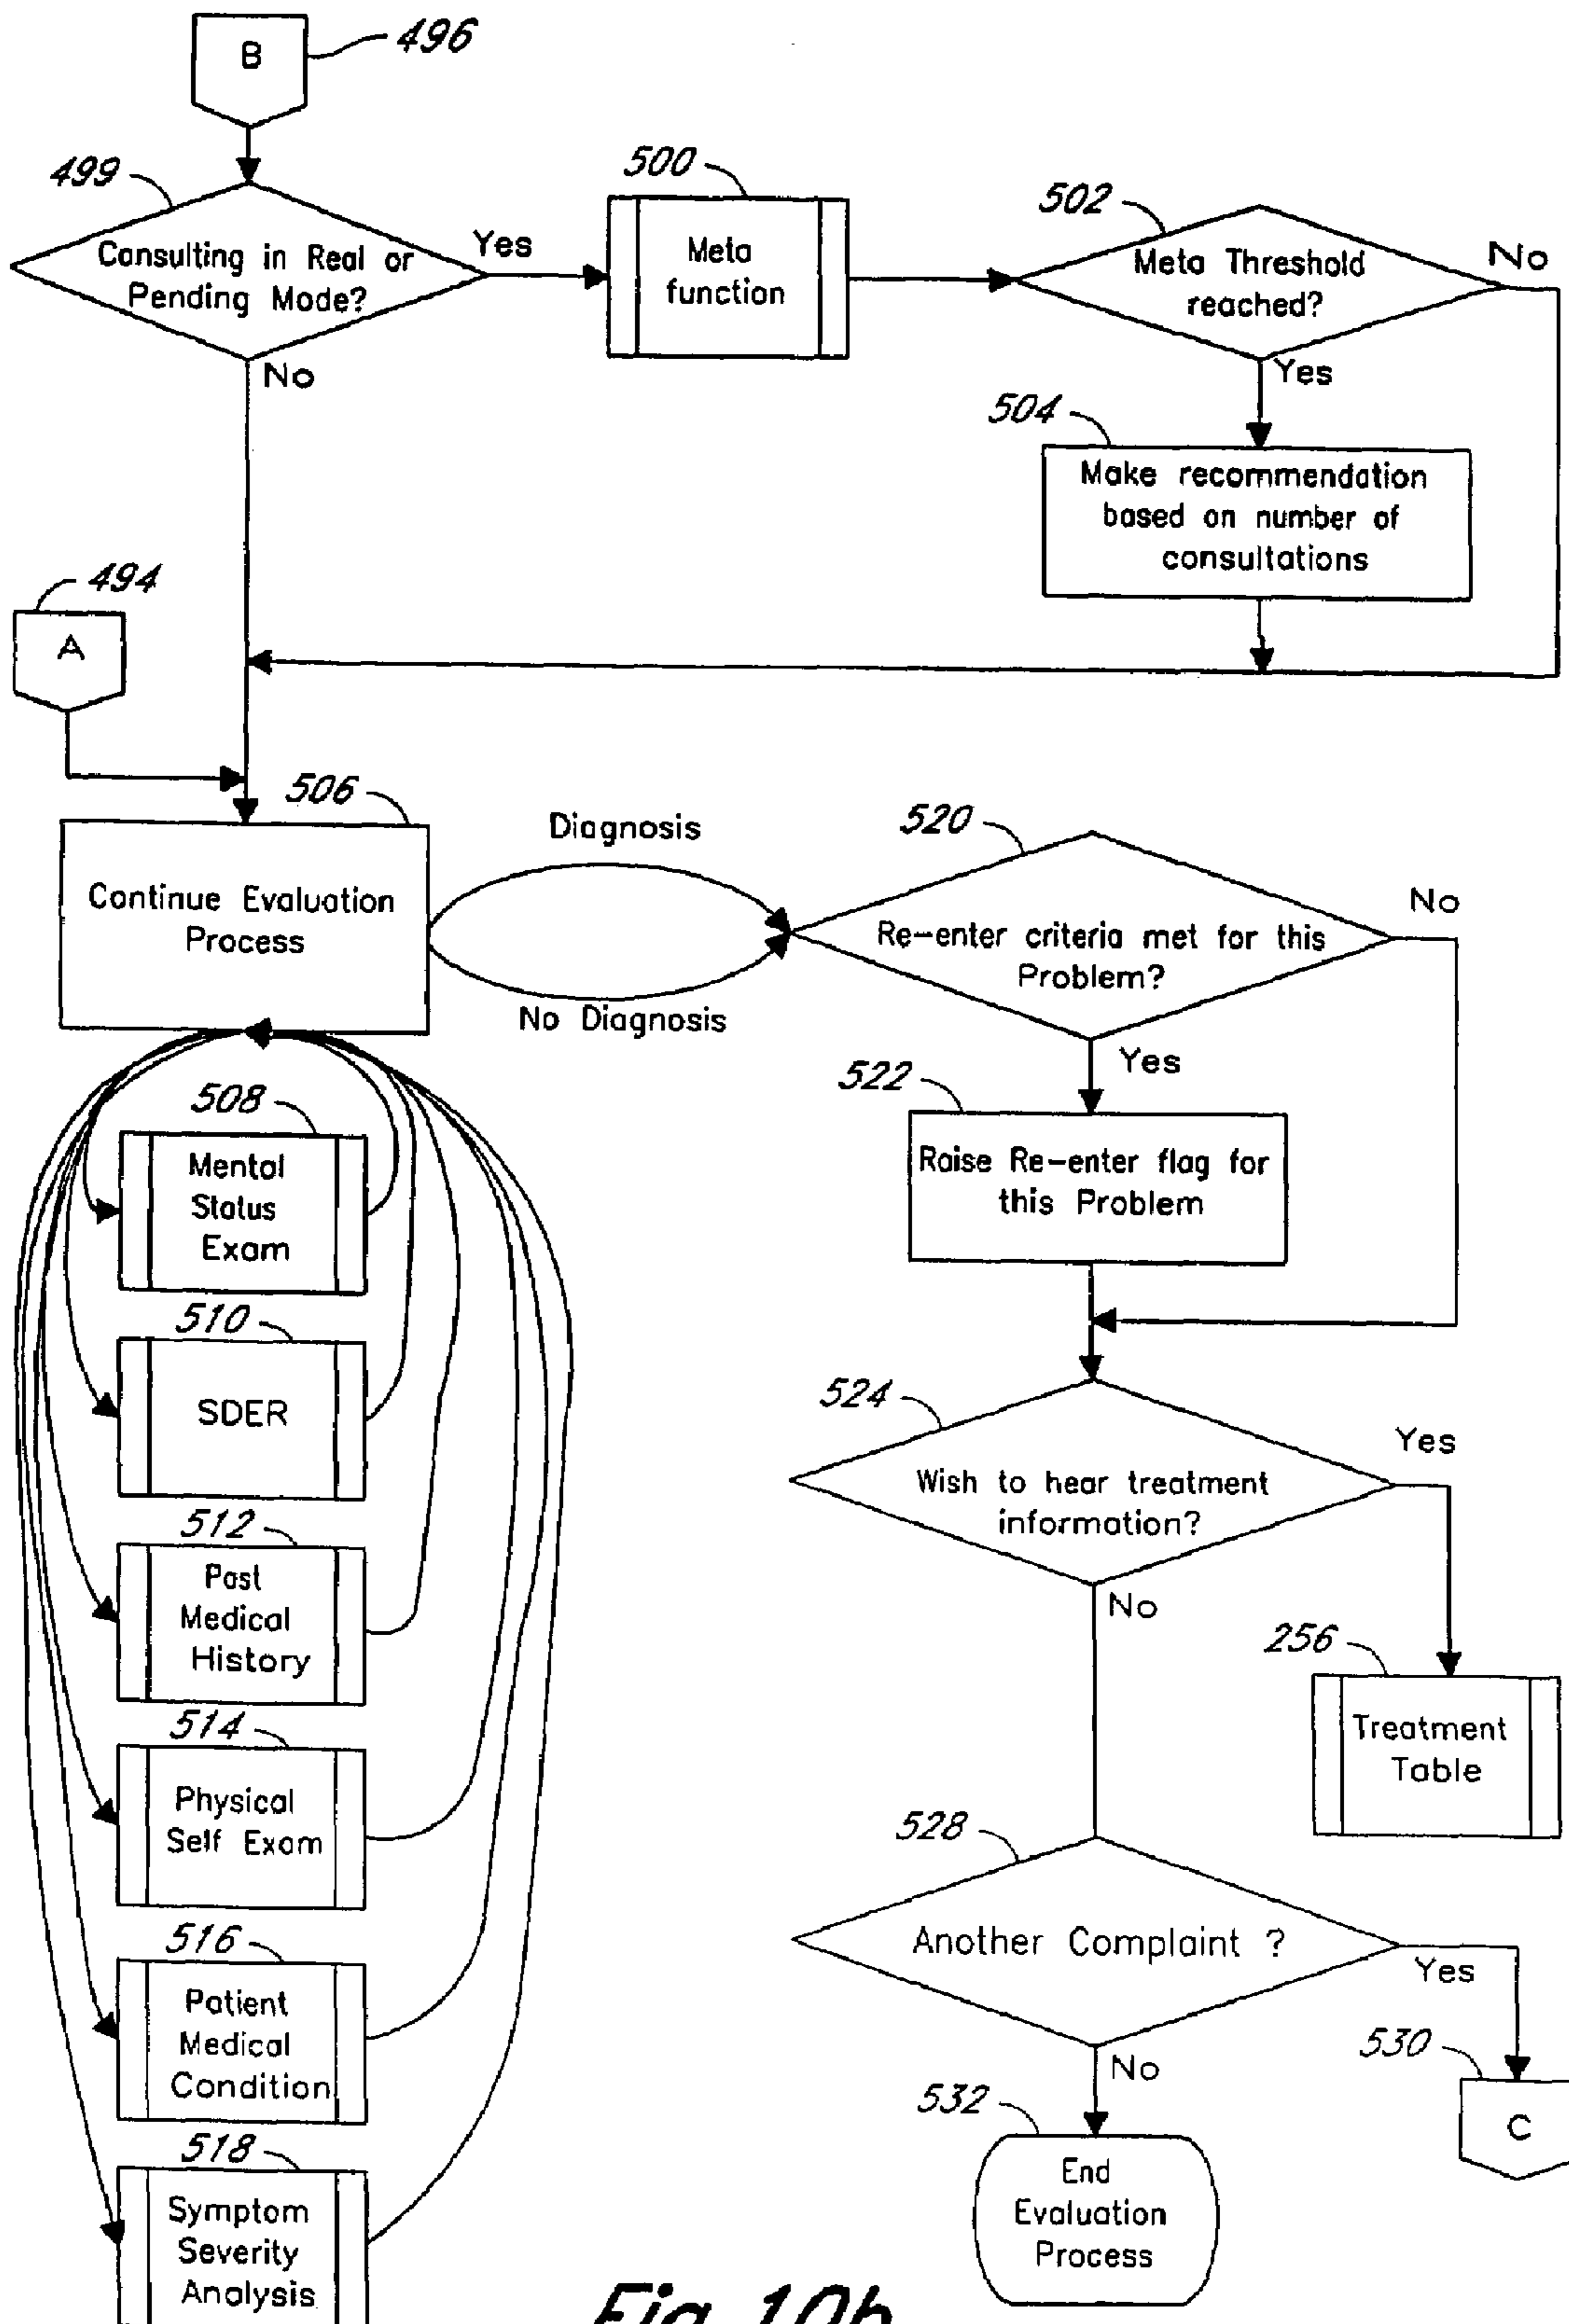 B
496
499
Consulting in Real or
Pending Mode?
Yes
No
500
Meta
function
502
Meta Threshold
reached?
No
Yes
504
Make recommendation
based on number of
consultations
494
A
506
Continue Evaluation
Process
Diagnosis
No Diagnosis
520
Re-enter criteria met for this
Problem?
No
Yes
522
Raise Re-enter flag for
this Problem
508
Mental
Status
Exam
510
SDER
512
Past
Medical
History
514
Physical
Self Exam
516
Patient
Medical
Condition
518
Symptom
Severity
Analysis
524
Wish to hear treatment
information?
Yes
No
256
Treatment
Table
528
Another Complaint ?
Yes
No
530
C
532
End
Evaluation
Process
Fig. 10b